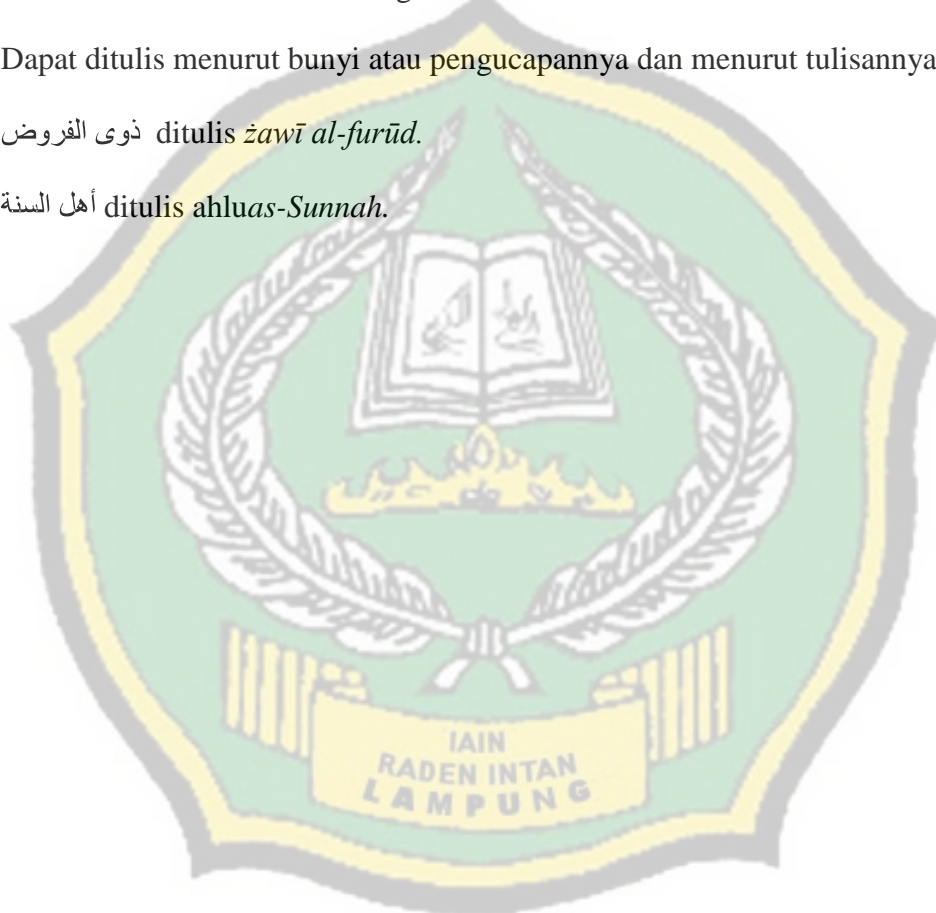 Dapat ditulis menurut bunyi atau pengucapannya dan menurut tulisannya
ذوى الفروض ditulis żawī al-furūd.
أهل السنة ditulis ahluas-Sunnah.
IAIN
RADEN INTAN
LAMPUNG